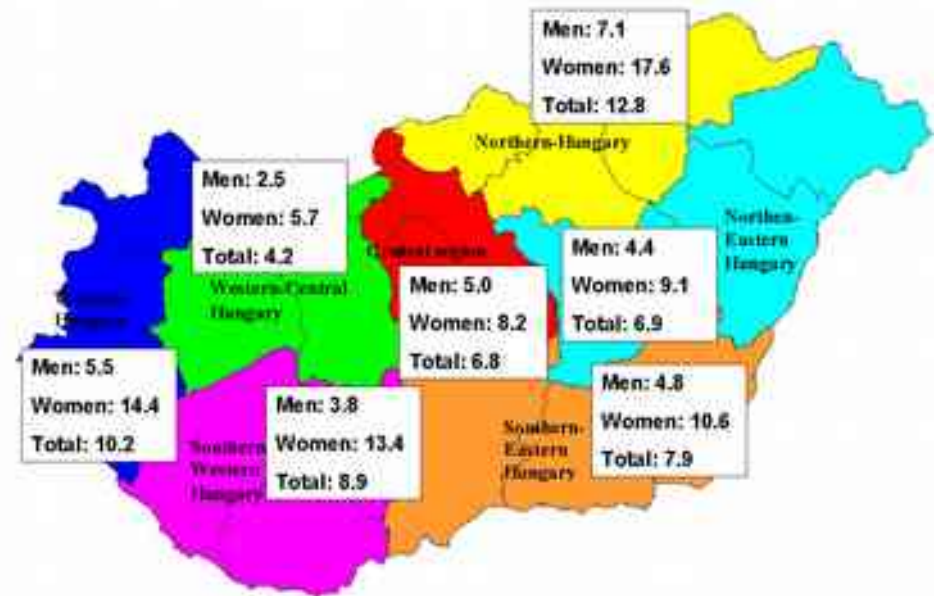 Men: 7.1
Women: 17.6
Total: 12.8
Northern-Hungary
Men: 2.5
Women: 5.7
Total: 4.2
Western/Central
Hungary
Northen-
Eastern
Hungary
Men: 4.4
Women: 9.1
Total: 6.9
Men: 5.0
Women: 8.2
Total: 6.8
Men: 5.5
Women: 14.4
Total: 10.2
Men: 3.8
Women: 13.4
Total: 8.9
Western
Hungary
Southern-
Eastern
Hungary
Men: 4.8
Women: 10.6
Total: 7.9